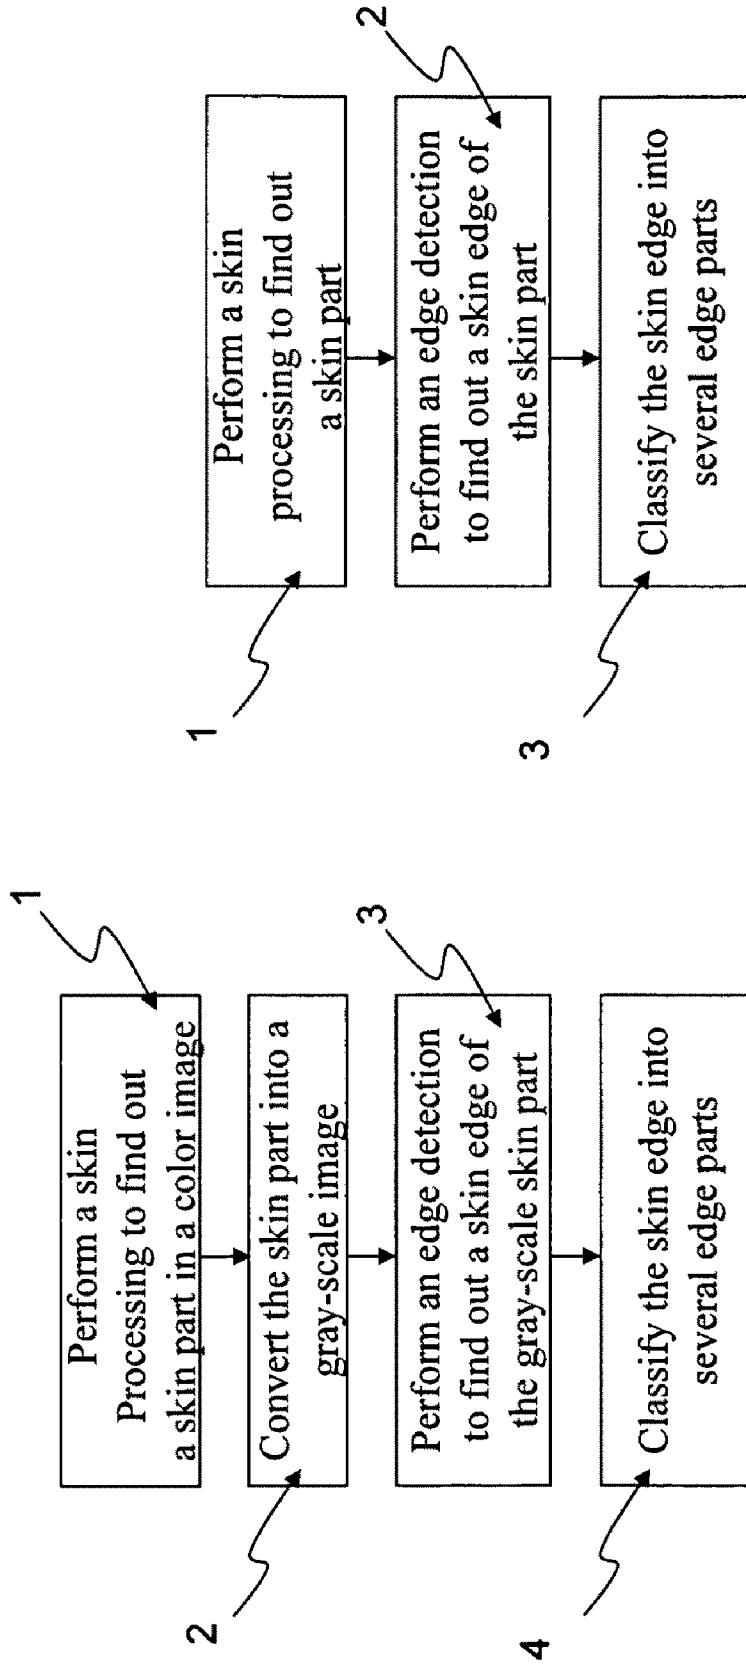 1
Perform a skin
Processing to find out
a skin part in a color image
2
Convert the skin part into a
gray-scale image
3
Perform an edge detection
to find out a skin edge of
the gray-scale skin part
4
Classify the skin edge into
several edge parts
1
Perform a skin
processing to find out
a skin part
2
Perform an edge detection
to find out a skin edge of
the skin part
3
Classify the skin edge into
several edge parts